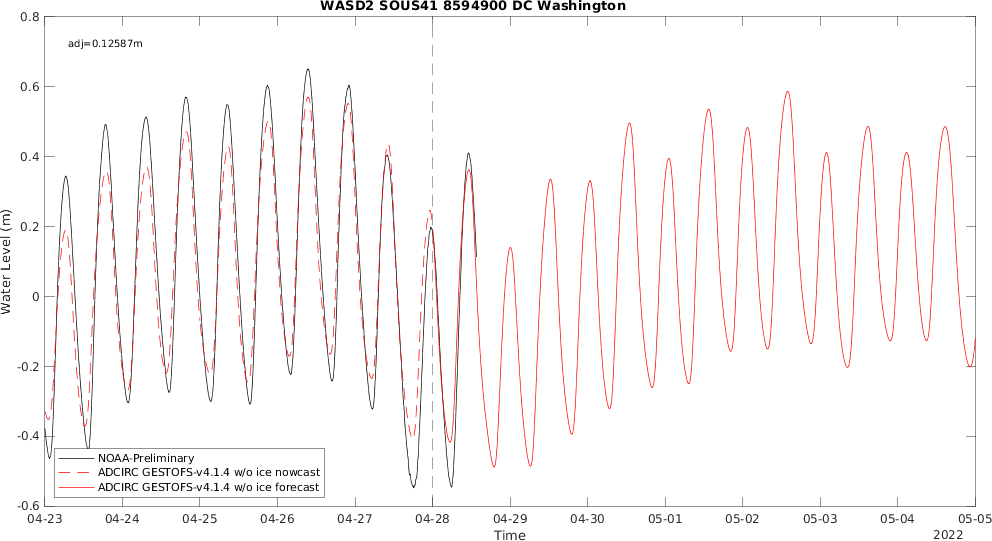 WASD2 SOUS41 8594900 DC Washington
adj=0.12587m
0.8
0.6
0.4
0.2
0
-0.2
-0.4
-0.6
Water Level (m)
NOAA-Preliminary
ADCIRC GESTOFS-v4.1.4 w/o ice nowcast
ADCIRC GESTOFS-v4.1.4 w/o ice forecast
04-23 04-24 04-25 04-26 04-27 04-28 04-29 04-30 05-01 05-02 05-03 05-04 05-05
Time
2022